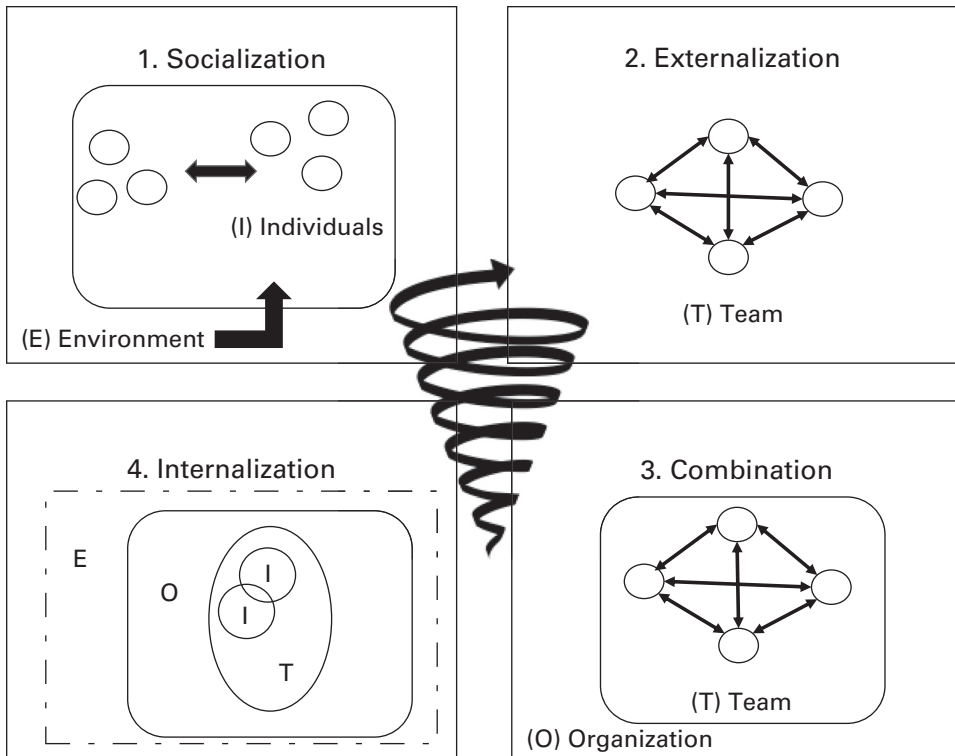 1. Socialization
(I) Individuals
(E) Environment
2. Externalization
(T) Team
4. Internalization
E
O
I
I
T
3. Combination
(T) Team
(O) Organization